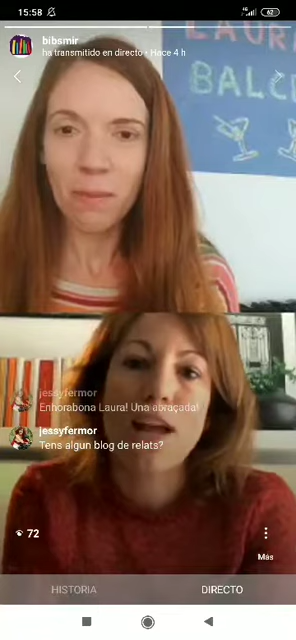 15:58
4G
62
bibsmir
ha transmitido en directo • Hace 4 h
LAURA
BALC
jessyfermor
Enhorabona Laura! Una abraçada!
jessyfermor
Tens algun blog de relats?
72
Más
HISTORIA
DIRECTO